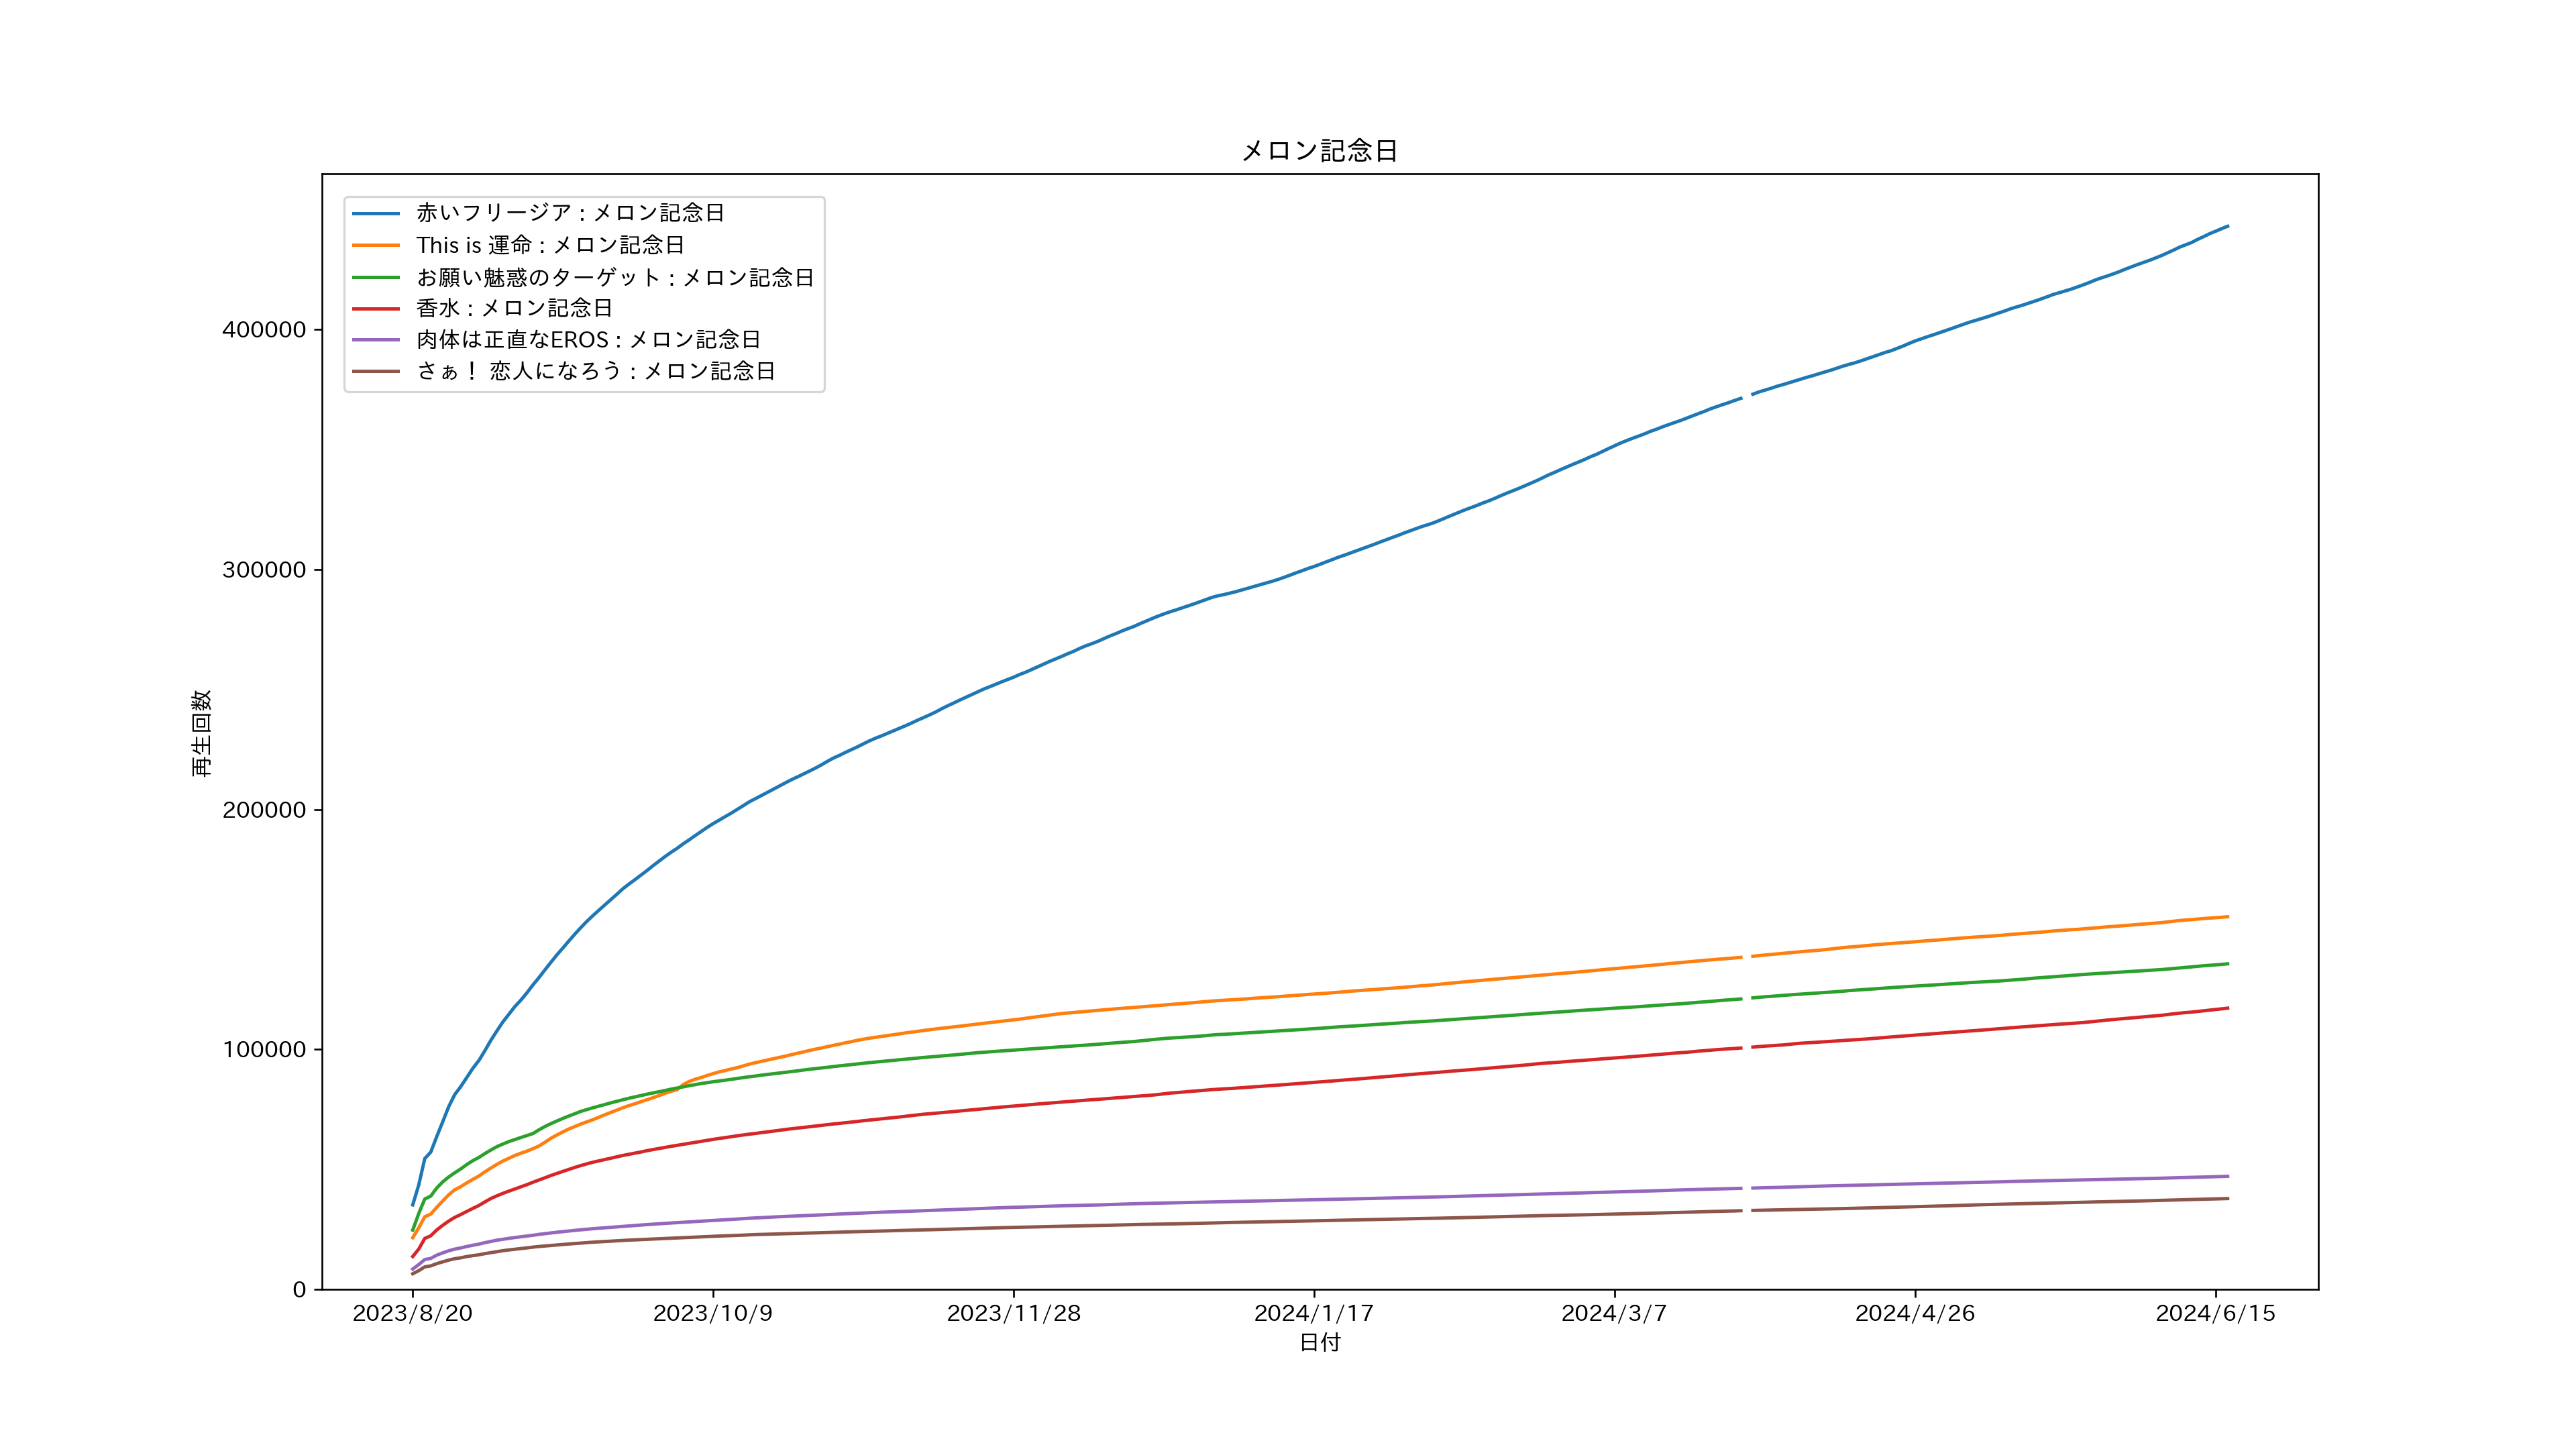 メロン記念日
赤いフリージア : メロン記念日
This is 運命 : メロン記念日
お願い魅惑のターゲット : メロン記念日
香水 : メロン記念日
肉体は正直なEROS : メロン記念日
さぁ！ 恋人になろう : メロン記念日
400000
300000
200000
100000
0
再生回数
2023/8/20 2023/10/9 2023/11/28 2024/1/17 2024/3/7 2024/4/26 2024/6/15
日付